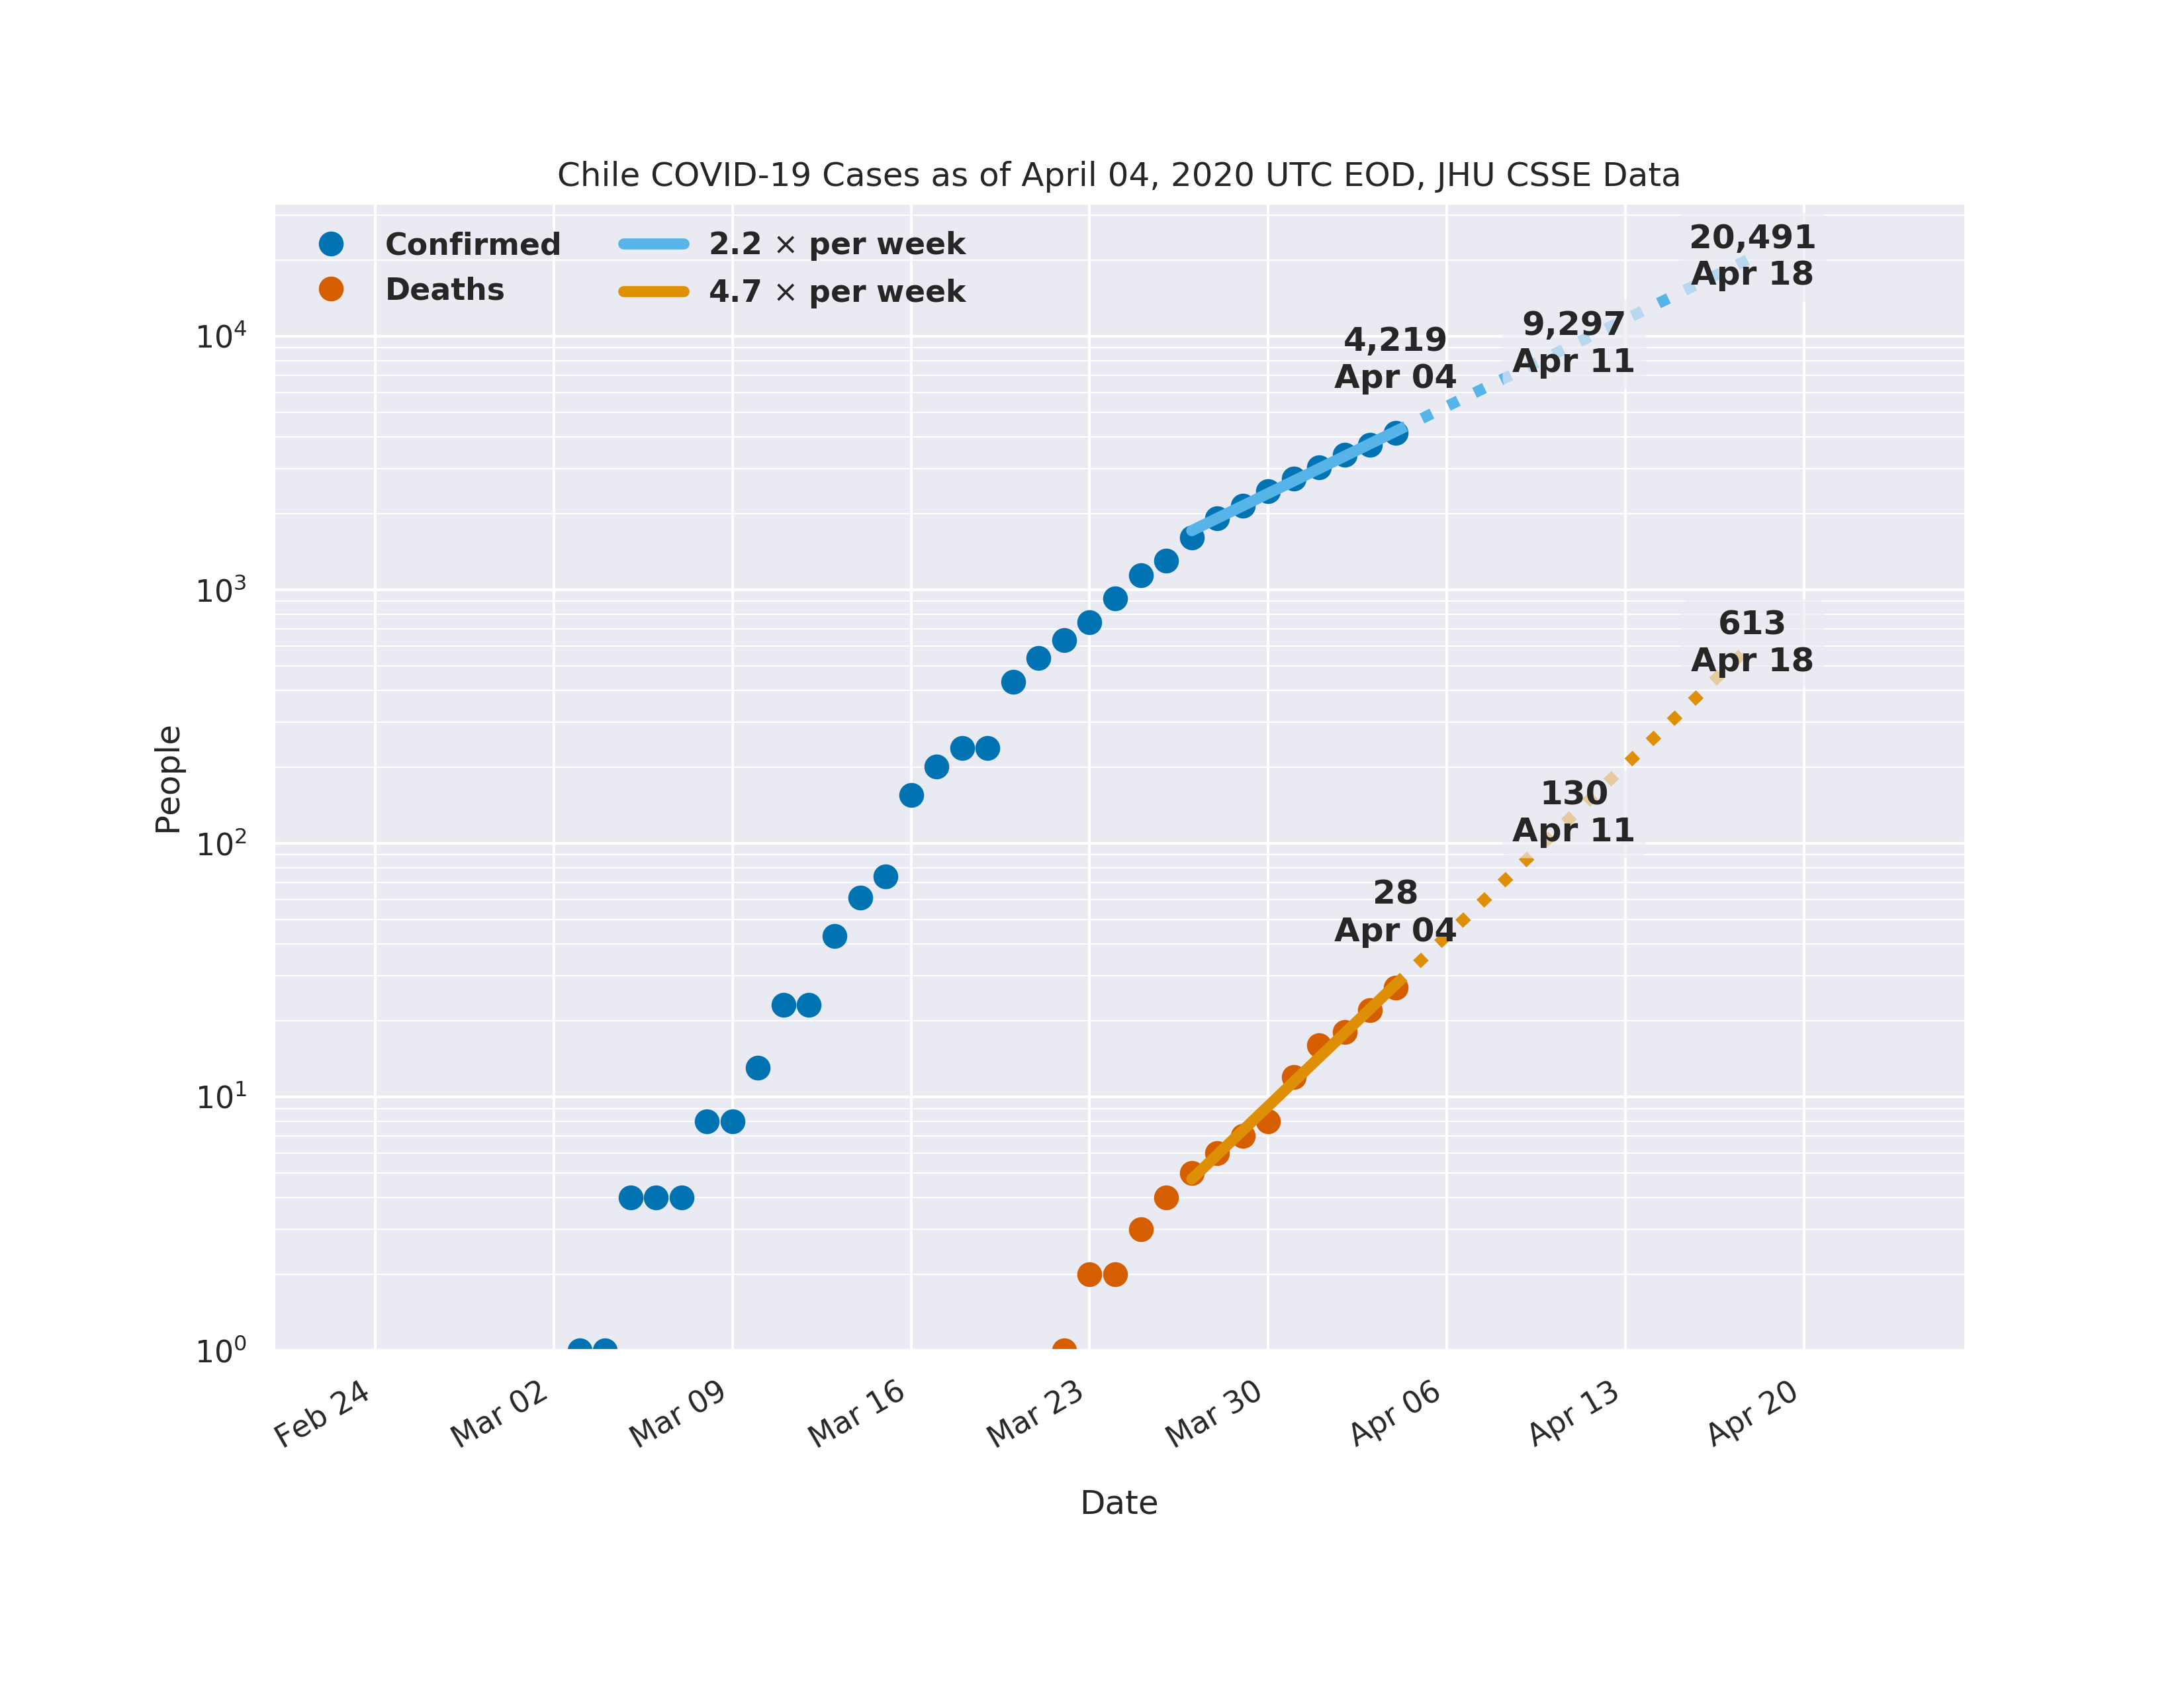 Chile COVID-19 Cases as of April 04, 2020 UTC EOD, JHU CSSE Data
Confirmed
Deaths
2.2 × per week
4.7 × per week
20,491
Apr 18
9,297
Apr 11
4,219
Apr 04
613
Apr 18
130
Apr 11
28
Apr 04
People
10⁴
10³
10²
10¹
10⁰
Feb 24
Mar 02
Mar 09
Mar 16
Mar 23
Mar 30
Apr 06
Apr 13
Apr 20
Date